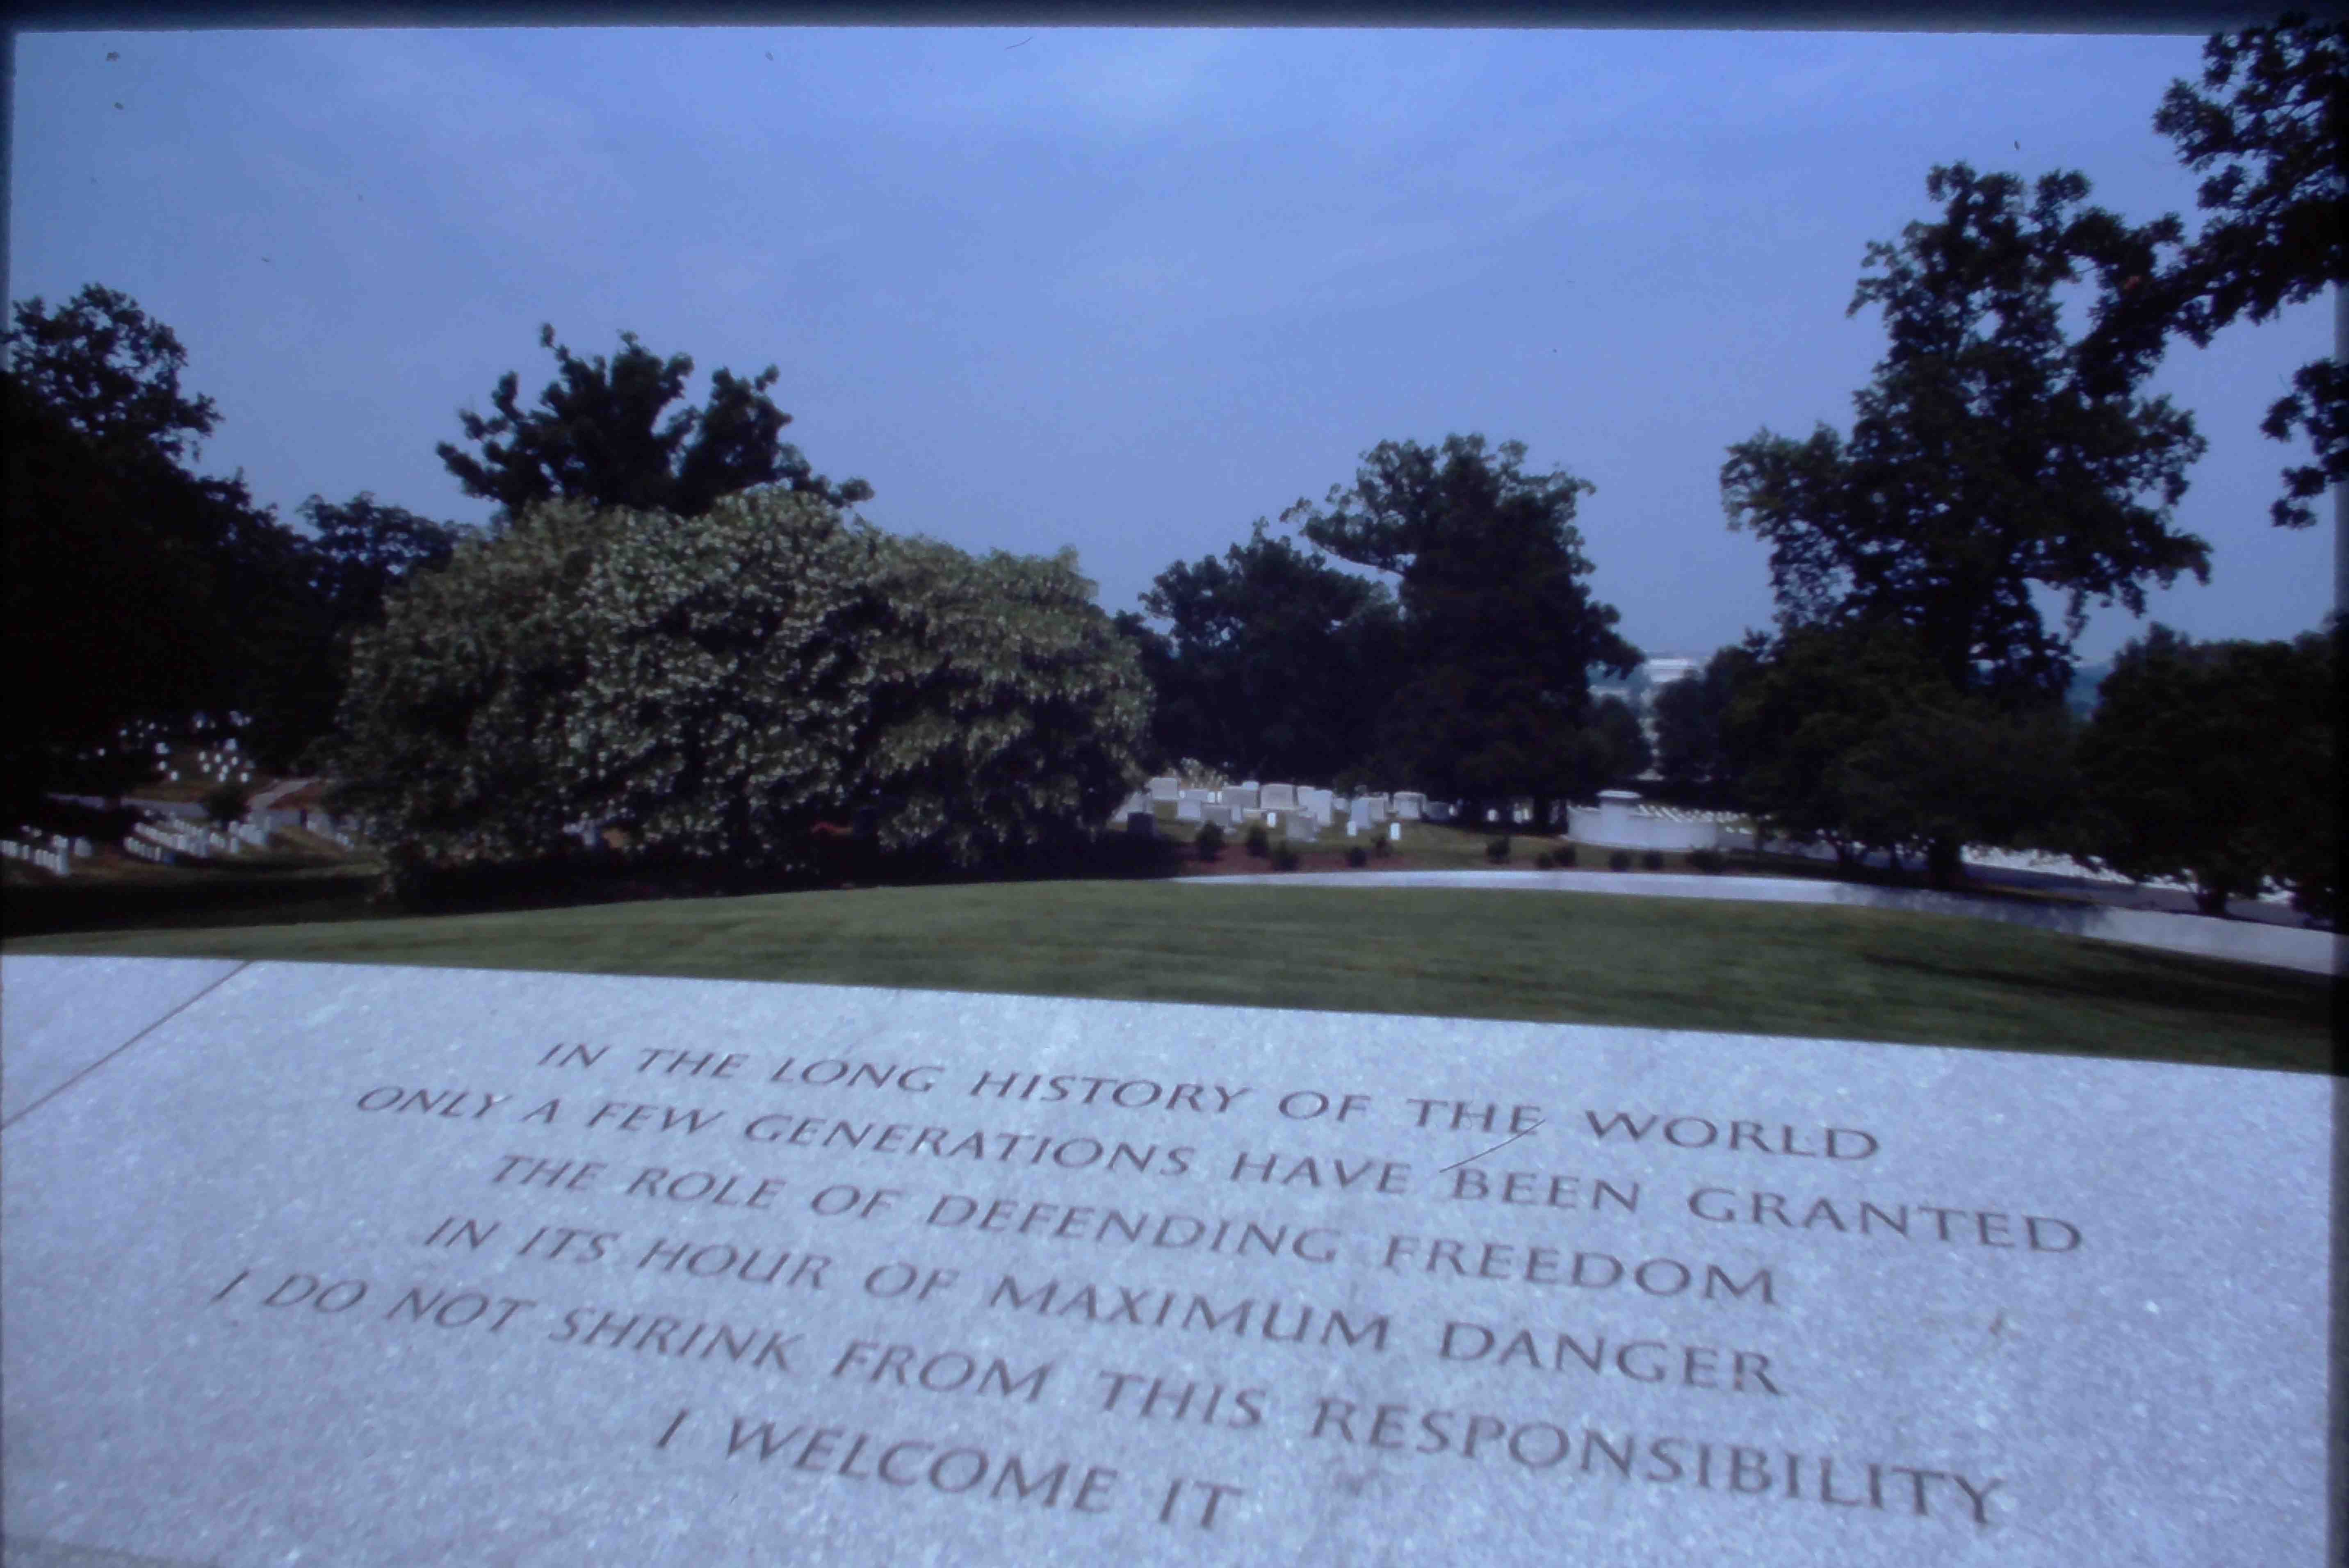 IN THE LONG HISTORY OF THE WORLD
ONLY A FEW GENERATIONS HAVE BEEN GRANTED
THE ROLE OF DEFENDING FREEDOM
IN ITS HOUR OF MAXIMUM DANGER
I DO NOT SHRINK FROM THIS RESPONSIBILITY
I WELCOME IT